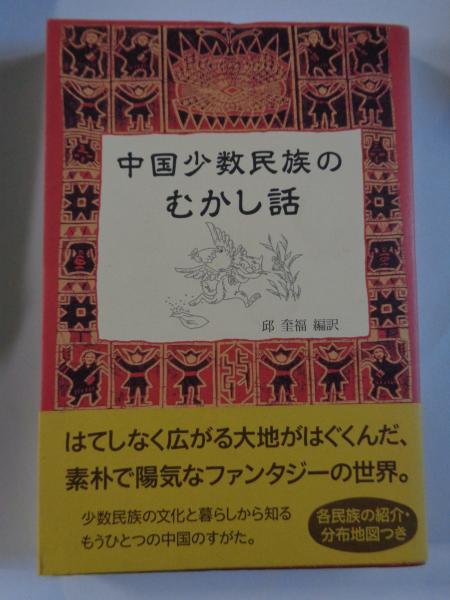 中国少数民族の
むかし話
邱 奎福 編訳
はてしなく広がる大地がはぐくんだ、
素朴で陽気なファンタジーの世界。
少数民族の文化と暮らしから知る
もうひとつの中国のすがた。
各民族の紹介・
分布地図つき